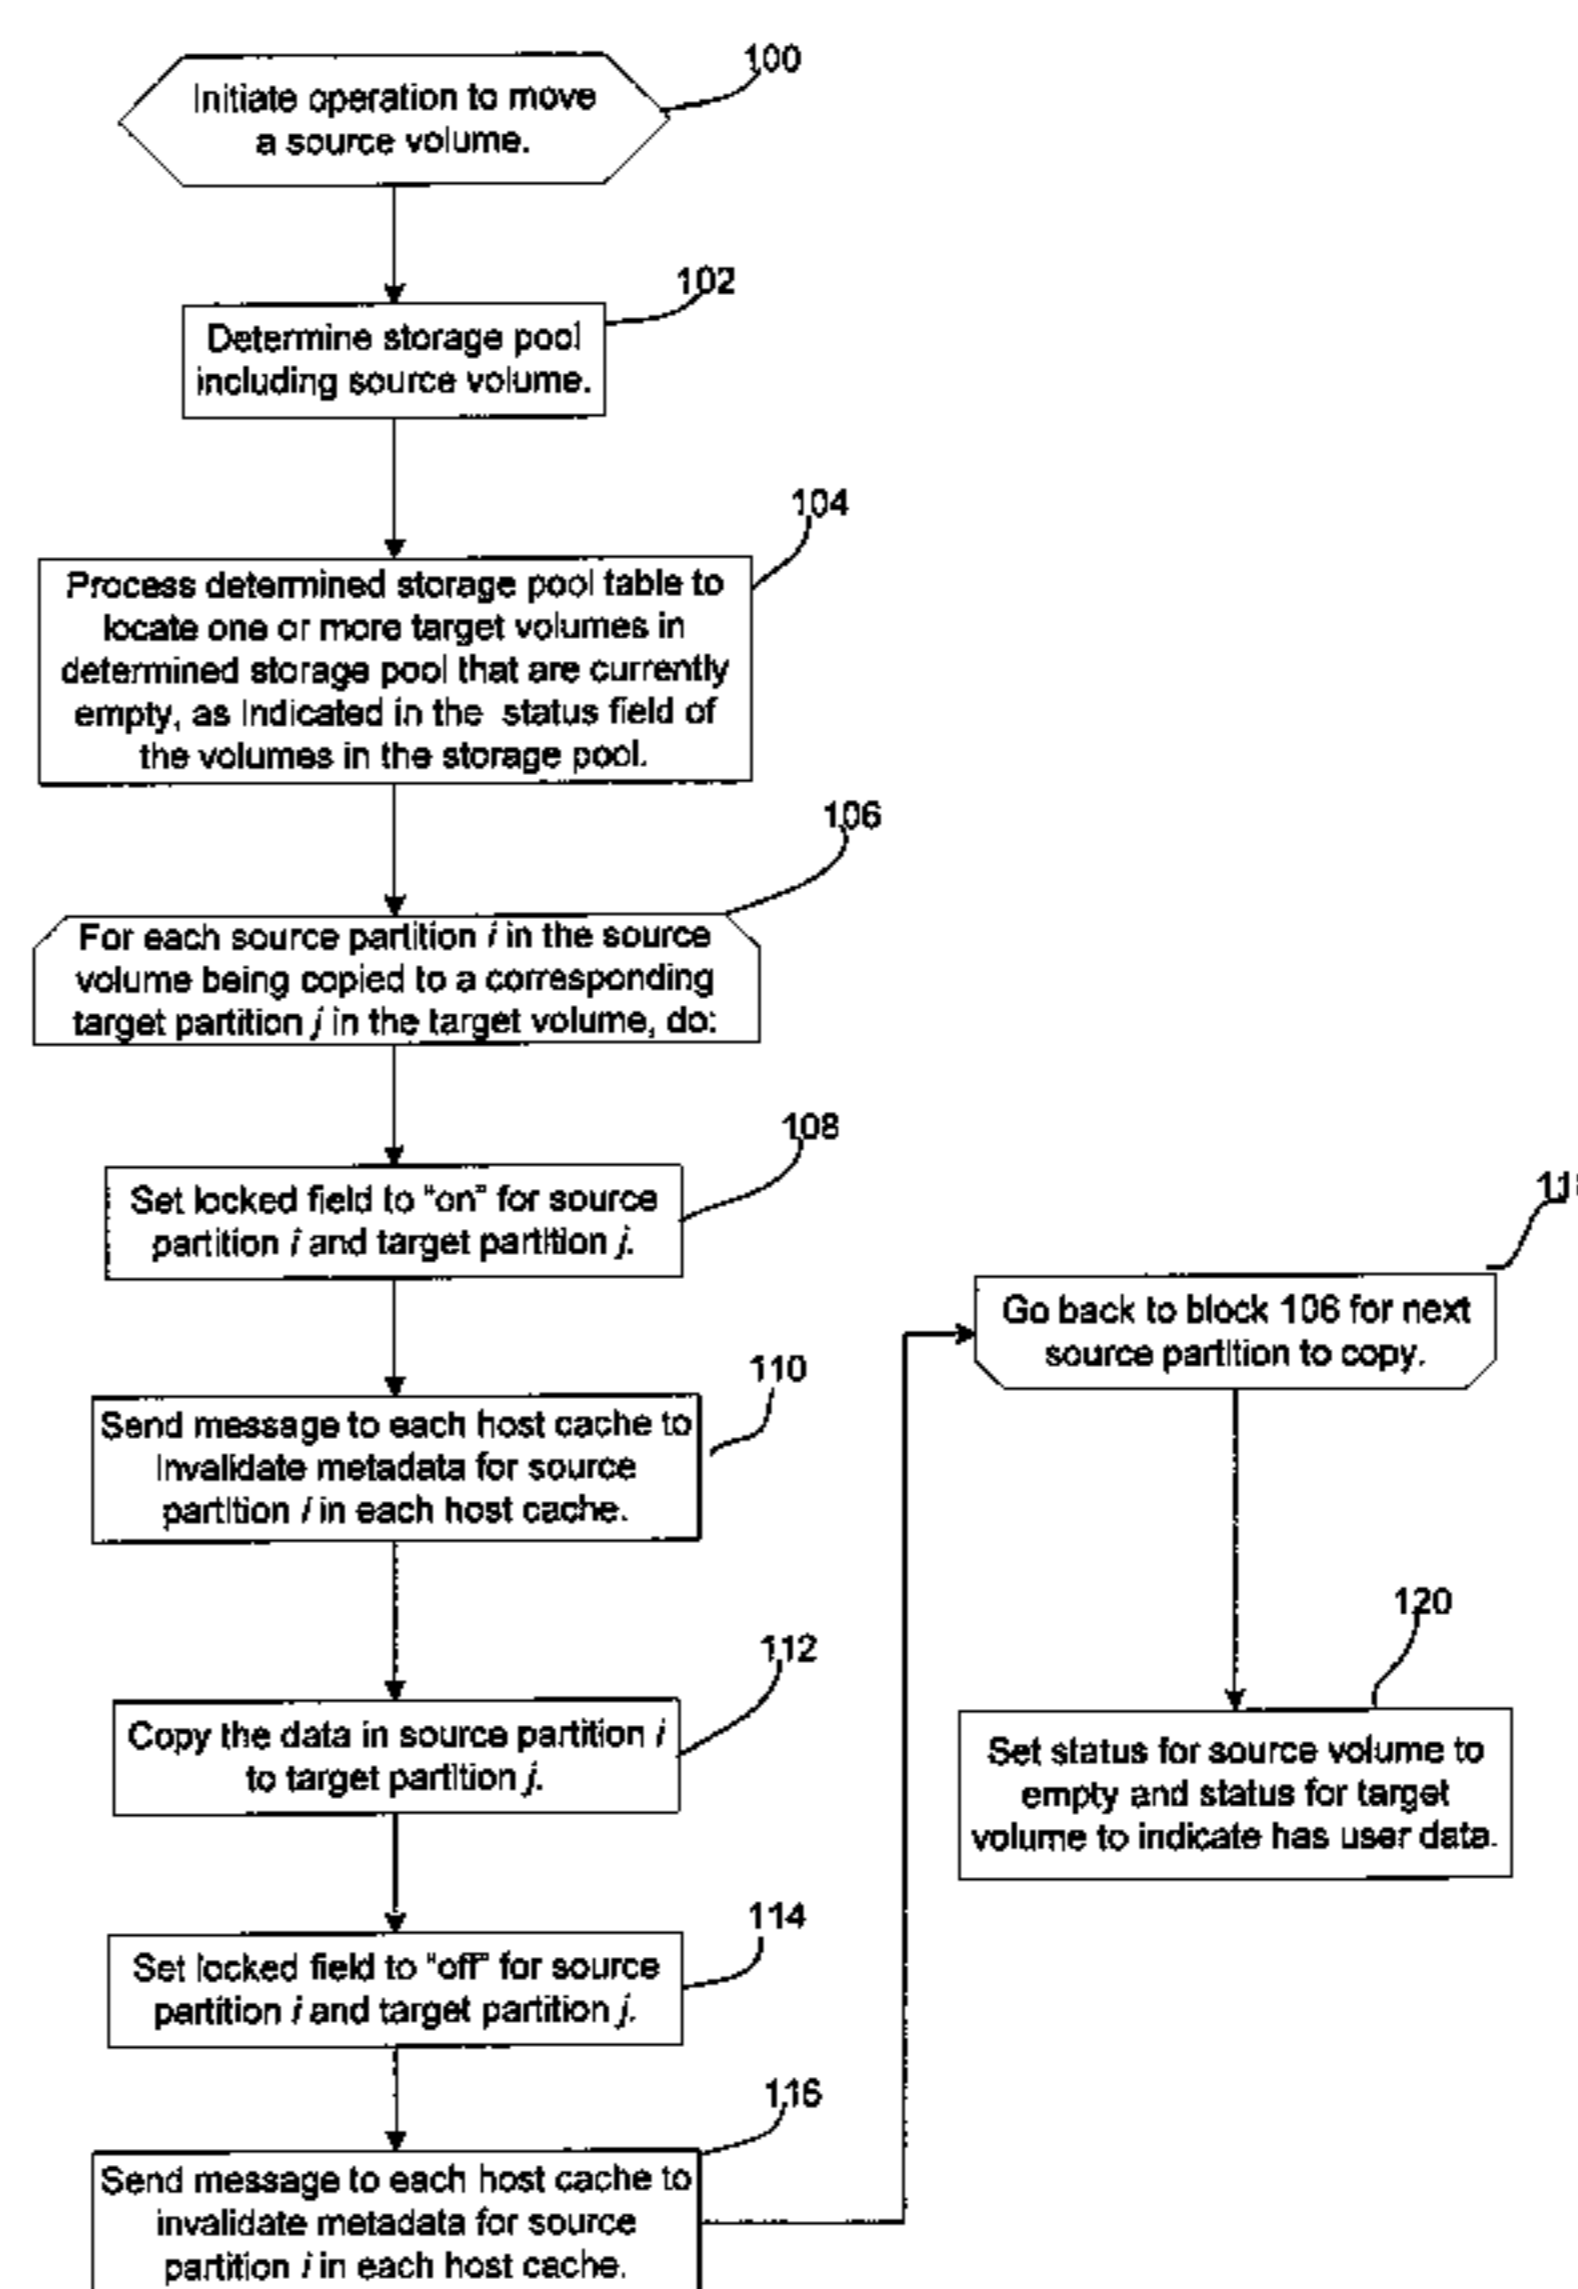 100
Initiate operation to move
a source volume.
102
Determine storage pool
including source volume.
104
Process determined storage pool table to
locate one or more target volumes in
determined storage pool that are currently
empty, as indicated in the status field of
the volumes in the storage pool.
106
For each source partition i in the source
volume being copied to a corresponding
target partition j in the target volume, do:
108
Set locked field to "on" for source
partition i and target partition j.
110
Send message to each host cache to
invalidate metadata for source
partition i in each host cache.
112
Copy the data in source partition i
to target partition j.
114
Set locked field to "off" for source
partition i and target partition j.
116
Send message to each host cache to
invalidate metadata for source
partition i in each host cache.
Go back to block 106 for next
source partition to copy.
120
Set status for source volume to
empty and status for target
volume to indicate has user data.